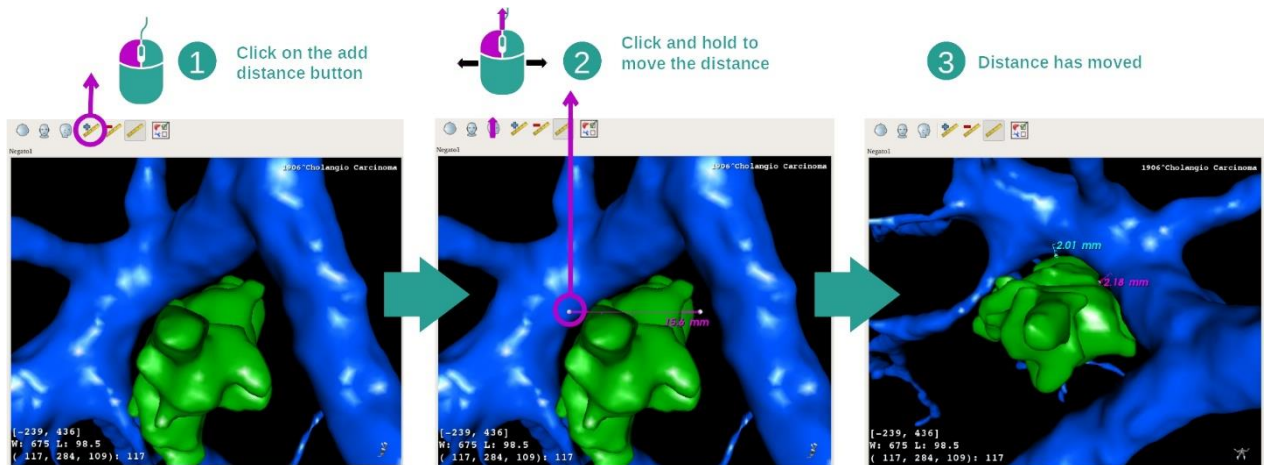 1
Click on the add
distance button
2
Click and hold to
move the distance
3
Distance has moved
Negato1
1906^Cholangio Carcinoma
[-239, 436]
W: 675 L: 98.5
( 117, 284, 109): 117
Negato1
1906^Cholangio Carcinoma
15.6 mm
[-239, 436]
W: 675 L: 98.5
( 117, 284, 109): 117
Negato1
1906^Cholangio Carcinoma
2.01 mm
2.18 mm
[-239, 436]
W: 675 L: 98.5
( 117, 284, 109): 117